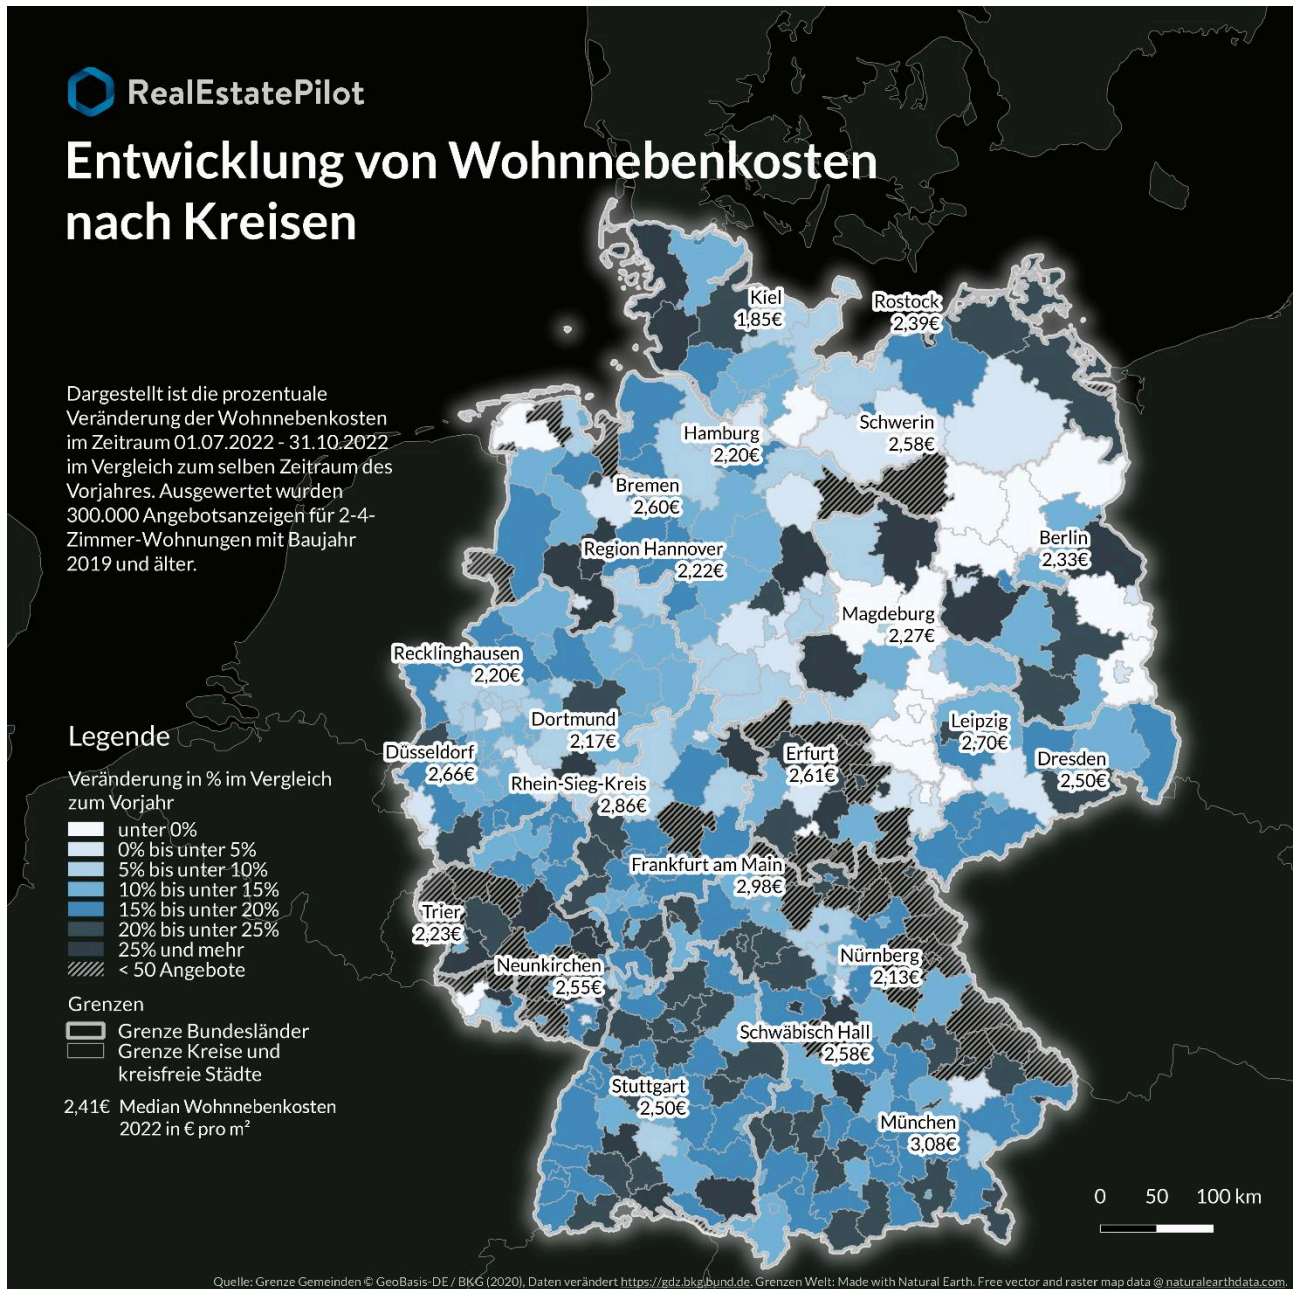 RealEstatePilot
Entwicklung von Wohnnebenkosten
nach Kreisen
Dargestellt ist die prozentuale
Veränderung der Wohnnebenkosten
im Zeitraum 01.07.2022 - 31.10.2022
im Vergleich zum selben Zeitraum des
Vorjahres. Ausgewertet wurden
300.000 Angebotsanzeigen für 2-4-
Zimmer-Wohnungen mit Baujahr
2019 und älter.
Kiel
1,85€
Rostock
2,39€
Hamburg
2,20€
Schwerin
2,58€
Bremen
2,60€
Region Hannover
2,22€
Berlin
2,33€
Magdeburg
2,27€
Recklinghausen
2,20€
Dortmund
2,17€
Leipzig
2,70€
Düsseldorf
2,66€
Erfurt
2,61€
Dresden
2,50€
Rhein-Sieg-Kreis
2,86€
Frankfurt am Main
2,98€
Trier
2,23€
Neunkirchen
2,55€
Nürnberg
2,13€
Schwäbisch Hall
2,58€
Stuttgart
2,50€
München
3,08€
Legende
Veränderung in % im Vergleich
zum Vorjahr
unter 0%
0% bis unter 5%
5% bis unter 10%
10% bis unter 15%
15% bis unter 20%
20% bis unter 25%
25% und mehr
< 50 Angebote
Grenzen
Grenze Bundesländer
Grenze Kreise und
kreisfreie Städte
2,41€ Median Wohnnebenkosten
2022 in € pro m²
0 50 100 km
Quelle: Grenze Gemeinden © GeoBasis-DE / BKG (2020), Daten verändert https://gdz.bkg.bund.de. Grenzen Welt: Made with Natural Earth. Free vector and raster map data @ naturalearthdata.com.